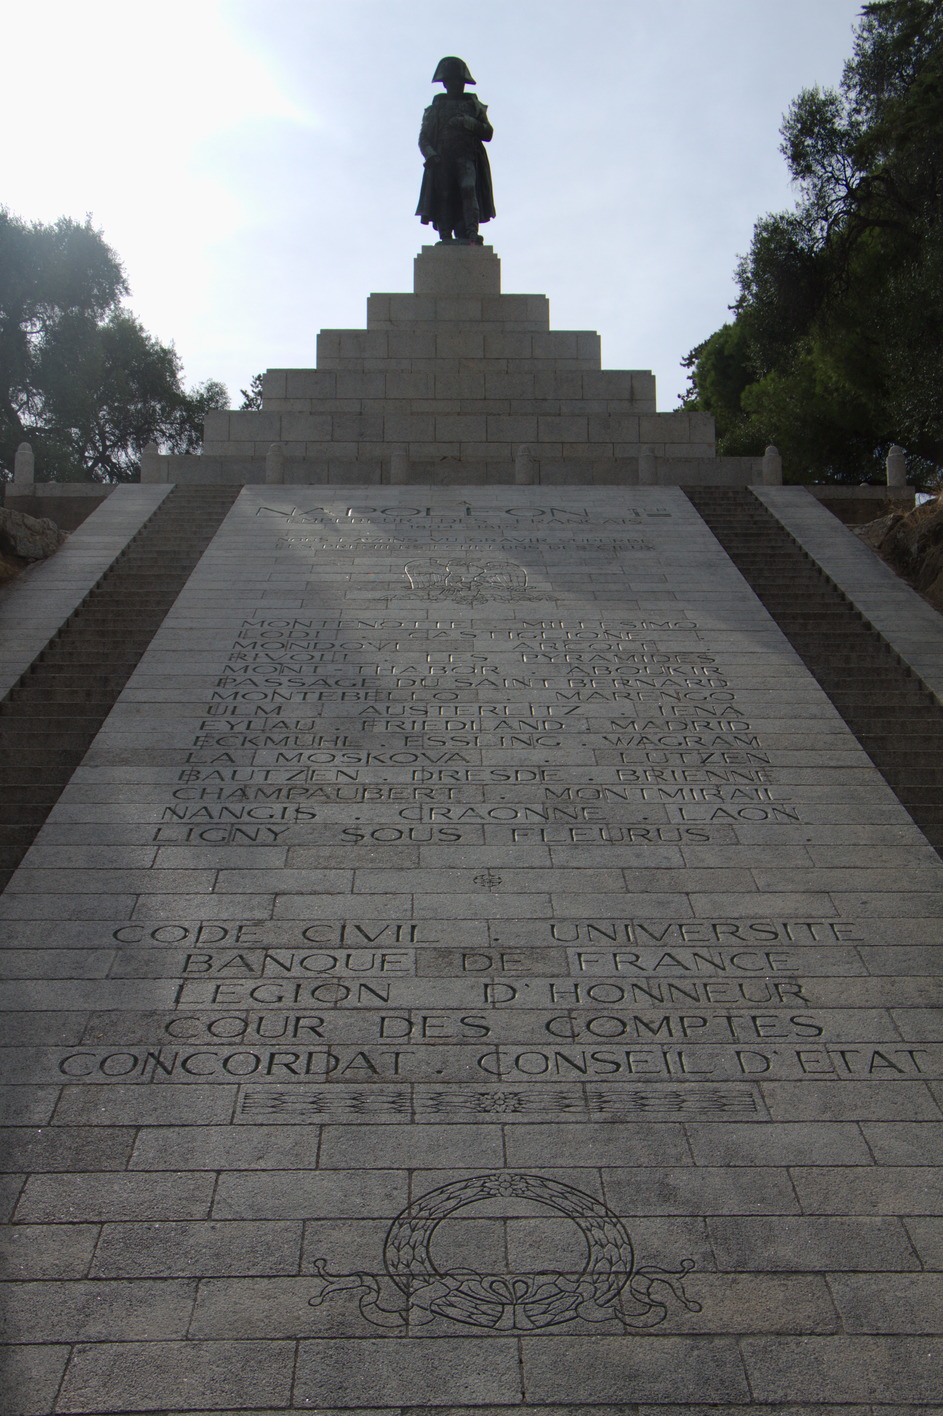 NAPOLEON Iᴱᴿ
EMPEREUR DES FRANÇAIS
MONTENOTTE . MILLESIMO
LODI . CASTIGLIONE . ARCOLE
RIVOLI . LES PYRAMIDES
MONT THABOR . ABOUKIR
PASSAGE DU SAINT BERNARD
MONTEBELLO . MARENGO
ULM . AUSTERLITZ . IENA
EYLAU . FRIEDLAND . MADRID
ECKMUHL . ESSLING . WAGRAM
LA MOSKOVA . LUTZEN
BAUTZEN . DRESDE . BRIENNE
CHAMPAUBERT . MONTMIRAIL
NANGIS . CRAONNE . LAON
LIGNY . SOUS FLEURUS
CODE CIVIL . UNIVERSITE
BANQUE DE FRANCE
LEGION D'HONNEUR
COUR DES COMPTES
CONCORDAT . CONSEIL D'ETAT